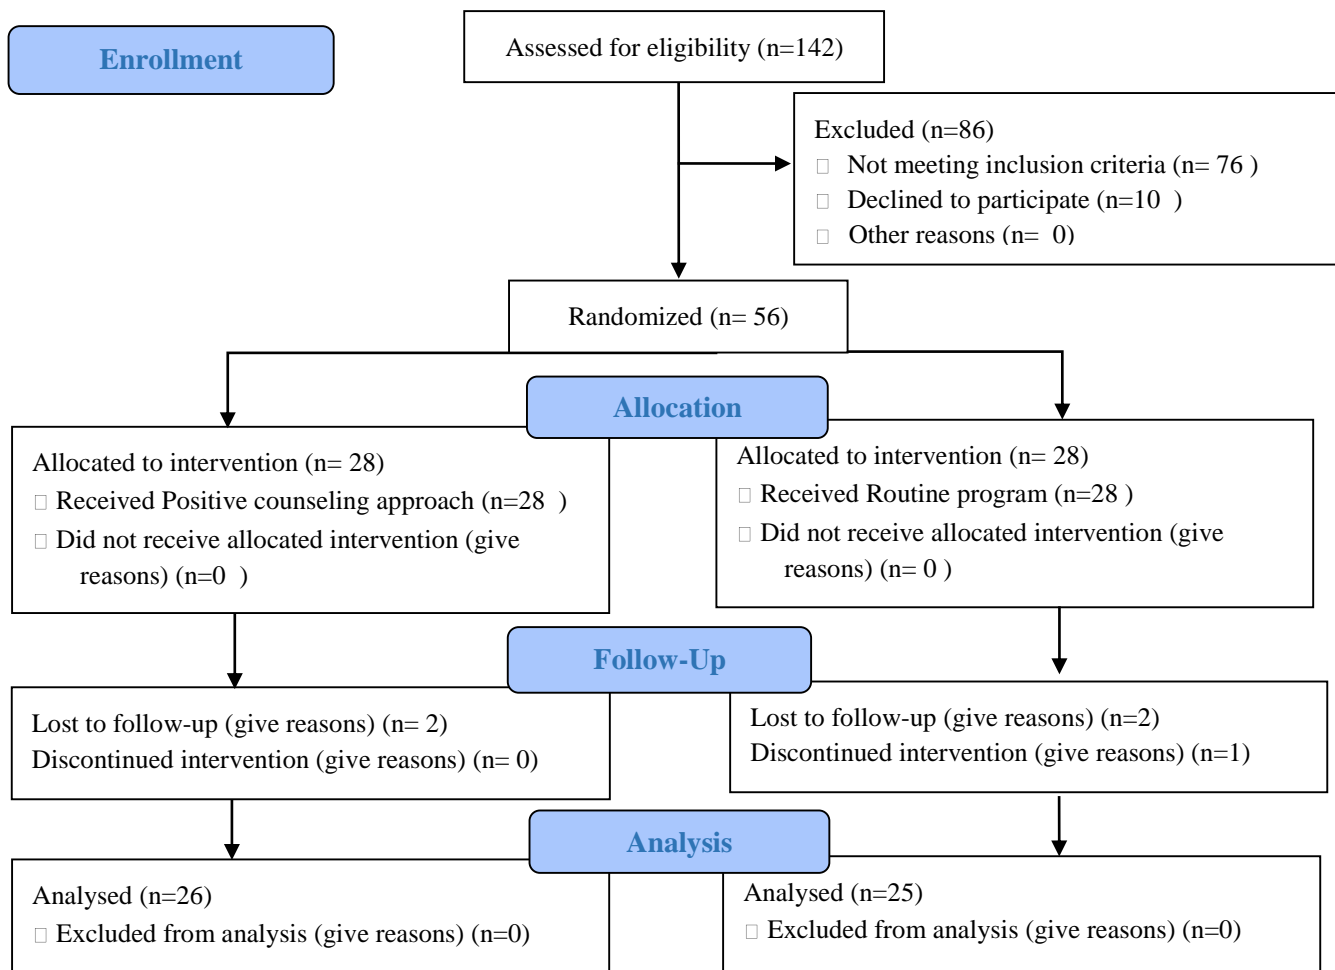 Enrollment
Assessed for eligibility (n=142)
Excluded (n=86)
Not meeting inclusion criteria (n= 76 )
Declined to participate (n=10 )
Other reasons (n= 0)
Randomized (n= 56)
Allocation
Allocated to intervention (n= 28)
Received Positive counseling approach (n=28 )
Did not receive allocated intervention (give
reasons) (n=0 )
Allocated to intervention (n= 28)
Received Routine program (n=28 )
Did not receive allocated intervention (give
reasons) (n= 0 )
Follow-Up
Lost to follow-up (give reasons) (n= 2)
Discontinued intervention (give reasons) (n= 0)
Lost to follow-up (give reasons) (n=2)
Discontinued intervention (give reasons) (n=1)
Analysis
Analysed (n=26)
Excluded from analysis (give reasons) (n=0)
Analysed (n=25)
Excluded from analysis (give reasons) (n=0)